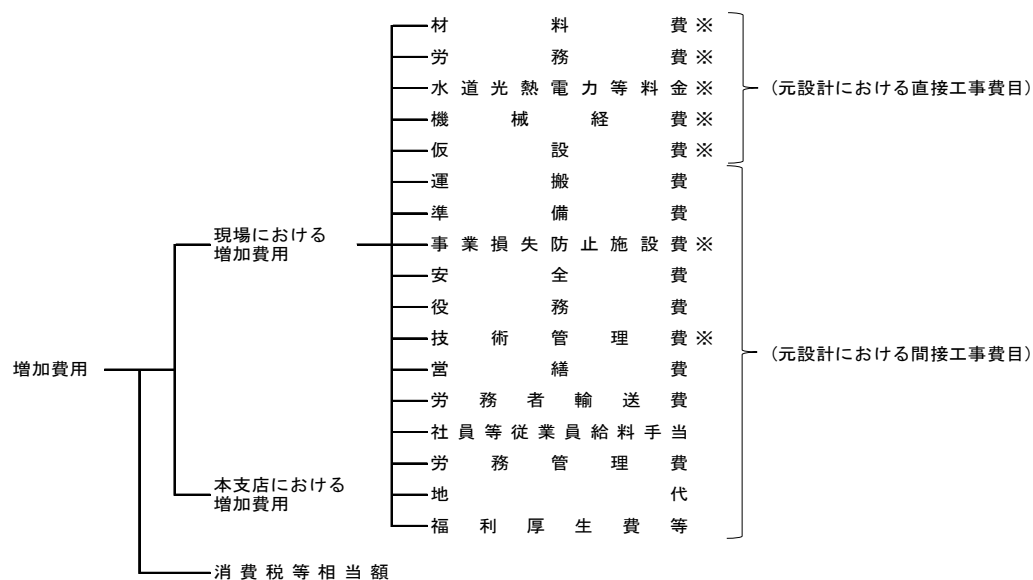 材料費※
労務費※
水道光熱電力等料金※
機械経費※
仮設費※
(元設計における直接工事費目)
運搬費
準備費
事業損失防止施設費※
安全費
役務費
技術管理費※
営繕費
労務者輸送費
社員等従業員給料手当
労務管理費
地代
福利厚生費等
(元設計における間接工事費目)
現場における
増加費用
増加費用
本支店における
増加費用
消費税等相当額